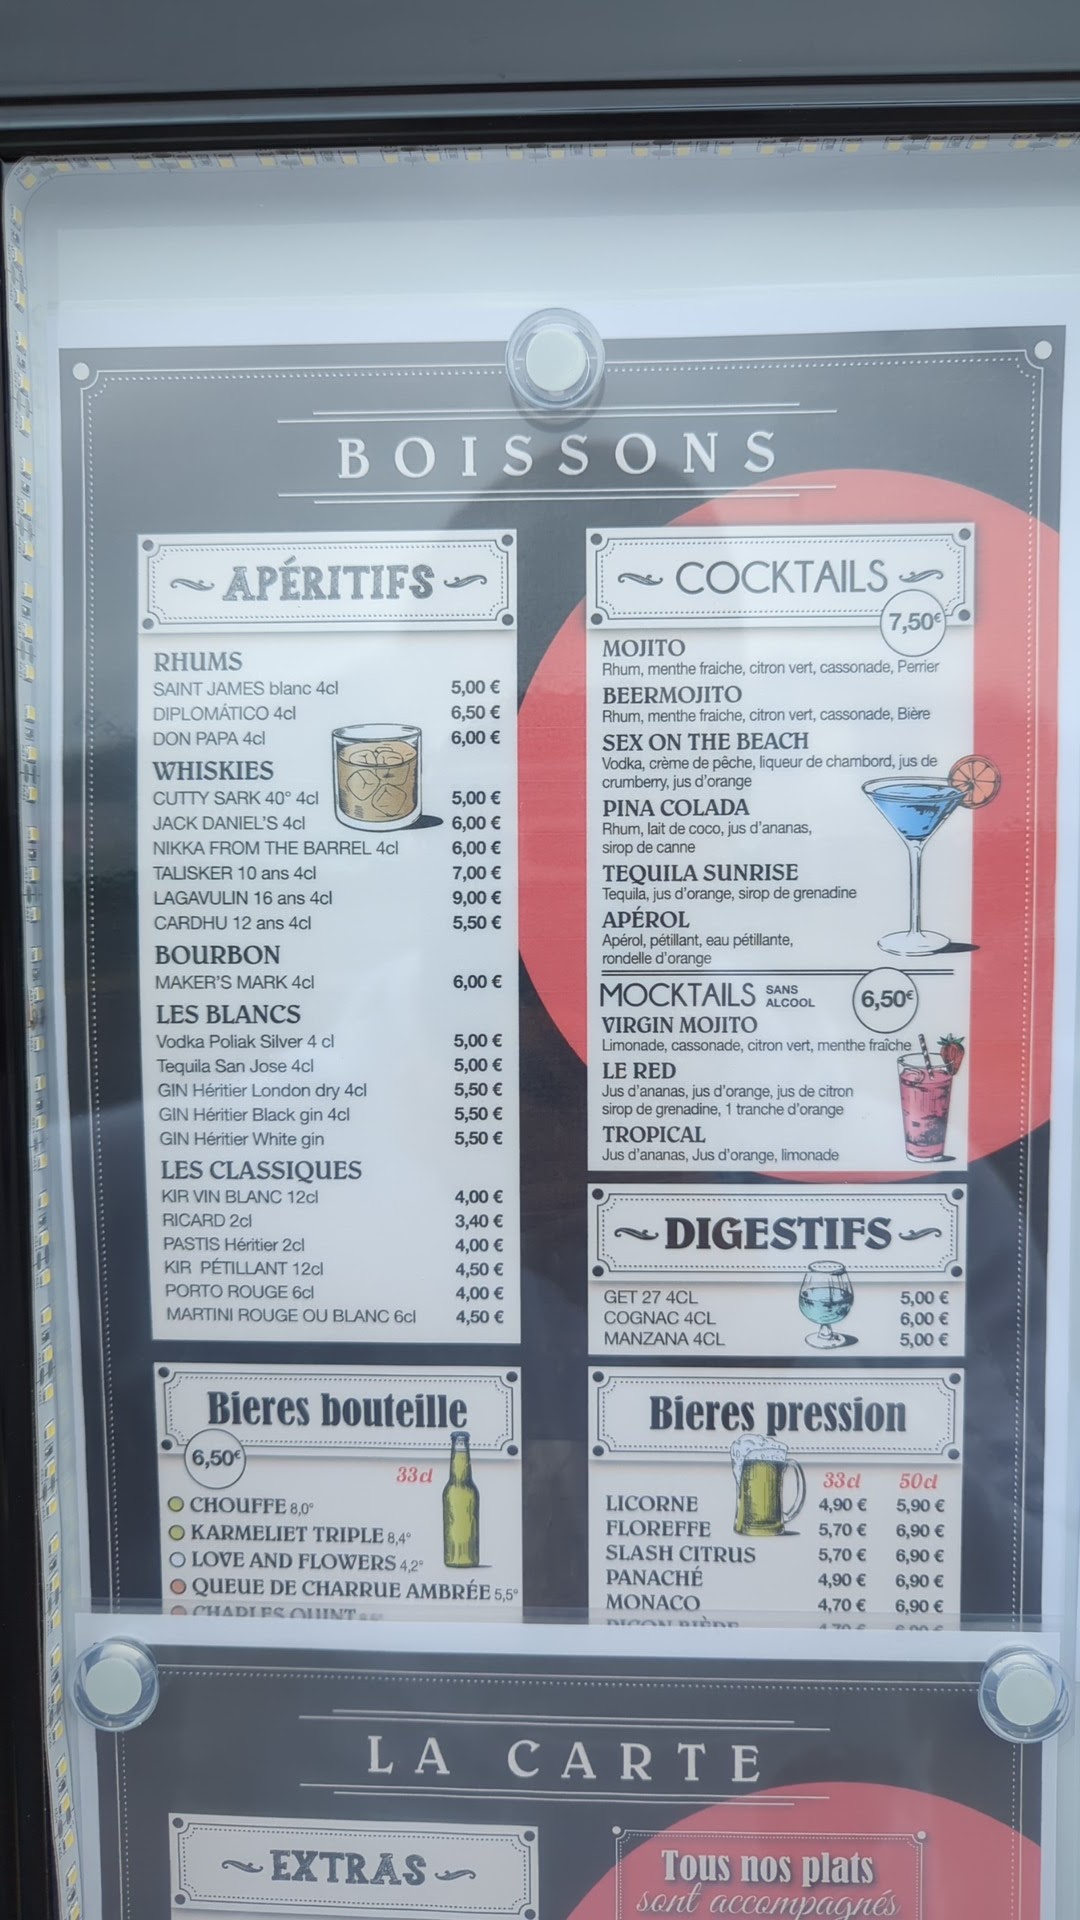 BOISSONS
APÉRITIFS
RHUMS
SAINT JAMES blanc 4cl 5,00 €
DIPLOMÁTICO 4cl 6,50 €
DON PAPA 4cl 6,00 €
WHISKIES
CUTTY SARK 40° 4cl 5,00 €
JACK DANIEL'S 4cl 6,00 €
NIKKA FROM THE BARREL 4cl 6,00 €
TALISKER 10 ans 4cl 7,00 €
LAGAVULIN 16 ans 4cl 9,00 €
CARDHU 12 ans 4cl 5,50 €
BOURBON
MAKER'S MARK 4cl 6,00 €
LES BLANCS
Vodka Poliak Silver 4 cl 5,00 €
Tequila San Jose 4cl 5,00 €
GIN Héritier London dry 4cl 5,50 €
GIN Héritier Black gin 4cl 5,50 €
GIN Héritier White gin 5,50 €
LES CLASSIQUES
KIR VIN BLANC 12cl 4,00 €
RICARD 2cl 3,40 €
PASTIS Héritier 2cl 4,00 €
KIR PÉTILLANT 12cl 4,50 €
PORTO ROUGE 6cl 4,00 €
MARTINI ROUGE OU BLANC 6cl 4,50 €
COCKTAILS
7,50€
MOJITO
Rhum, menthe fraiche, citron vert, cassonade, Perrier
BEERMOJITO
Rhum, menthe fraiche, citron vert, cassonade, Bière
SEX ON THE BEACH
Vodka, crème de pêche, liqueur de chambord, jus de
crumberry, jus d'orange
PINA COLADA
Rhum, lait de coco, jus d'ananas,
sirop de canne
TEQUILA SUNRISE
Tequila, jus d'orange, sirop de grenadine
APÉROL
Apérol, pétillant, eau pétillante,
rondelle d'orange
MOCKTAILS SANS ALCOOL 6,50€
VIRGIN MOJITO
Limonade, cassonade, citron vert, menthe fraîche
LE RED
Jus d'ananas, jus d'orange, jus de citron
sirop de grenadine, 1 tranche d'orange
TROPICAL
Jus d'ananas, Jus d'orange, limonade
DIGESTIFS
GET 27 4CL 5,00 €
COGNAC 4CL 6,00 €
MANZANA 4CL 5,00 €
Bieres bouteille
6,50€
33cl
CHOUFFE 8,0°
KARMELIET TRIPLE 8,4°
LOVE AND FLOWERS 4,2°
QUEUE DE CHARRUE AMBRÉE 5,5°
CHARLES QUINT
Bieres pression
33cl 50cl
LICORNE 4,90 € 5,90 €
FLOREFFE 5,70 € 6,90 €
SLASH CITRUS 5,70 € 6,90 €
PANACHÉ 4,90 € 6,90 €
MONACO 4,70 € 6,90 €
PICON BIÈRE 4,70 € 6,90 €
LA CARTE
EXTRAS
Tous nos plats
sont accompagnés